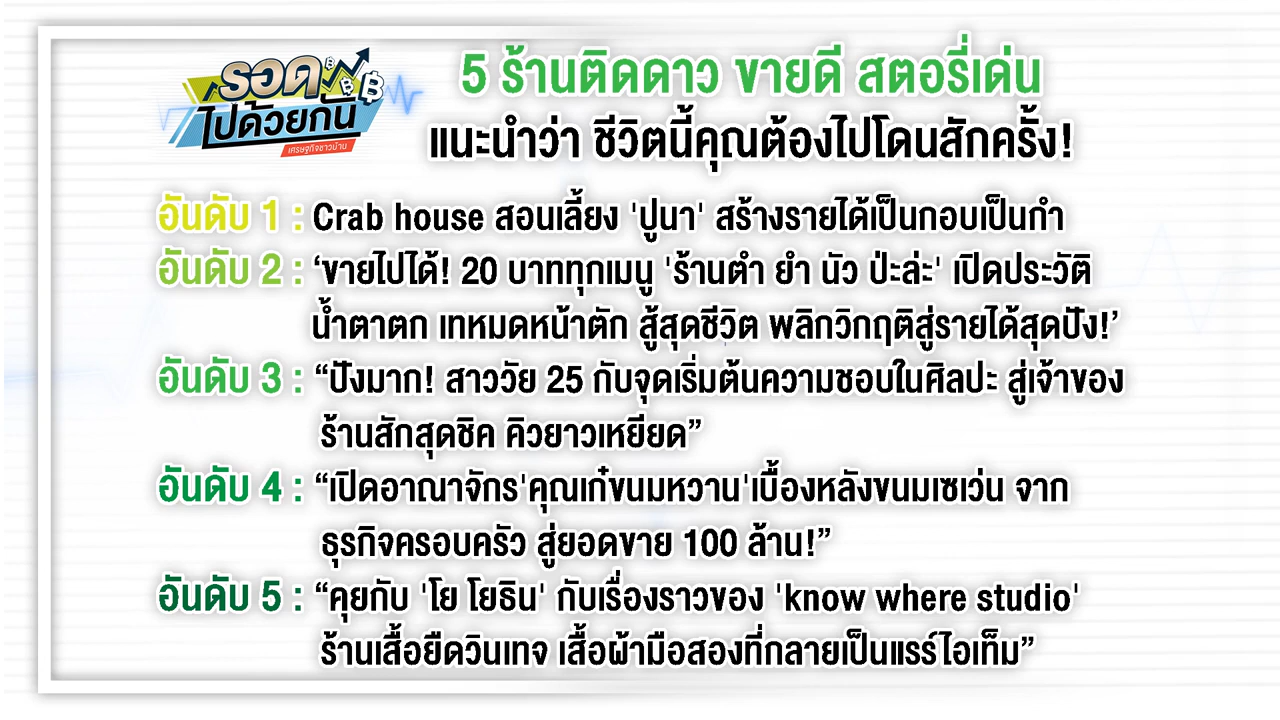 รอด
ไปด้วยกัน
เศรษฐกิจชาวบ้าน
5 ร้านติดดาว ขายดี สตอรี่เด่น
แนะนำว่า ชีวิตนี้คุณต้องไปโดนสักครั้ง!
อันดับ 1 : Crab house สอนเลี้ยง 'ปูนา' สร้างรายได้เป็นกอบเป็นกำ
อันดับ 2 : ‘ขายไปได้! 20 บาททุกเมนู 'ร้านตำ ยำ นัว ป่ะล่ะ' เปิดประวัติ
น้ำตาตก เทหมดหน้าตัก สู้สุดชีวิต พลิกวิกฤติสู่รายได้สุดปัง!’
อันดับ 3 : “ปังมาก! สาววัย 25 กับจุดเริ่มต้นความชอบในศิลปะ สู่เจ้าของ
ร้านสักสุดชิค คิวยาวเหยียด”
อันดับ 4 : “เปิดอาณาจักร'คุณเก๋ขนมหวาน'เบื้องหลังขนมเซเว่น จาก
ธุรกิจครอบครัว สู่ยอดขาย 100 ล้าน!”
อันดับ 5 : “คุยกับ 'โย โยธิน' กับเรื่องราวของ 'know where studio'
ร้านเสื้อยืดวินเทจ เสื้อผ้ามือสองที่กลายเป็นแรร์ไอเท็ม”